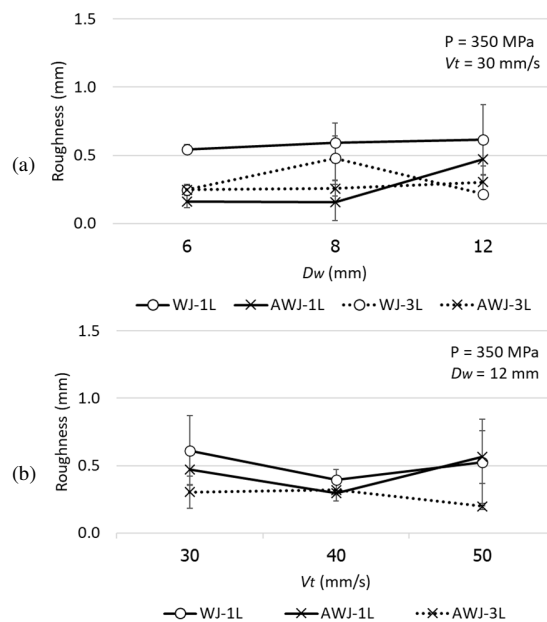 1.5
P = 350 MPa
Vt = 30 mm/s
1.0
Roughness (mm)
(a)
0.5
0.0
6 8 12
Dw (mm)
WJ-1L AWJ-1L WJ-3L AWJ-3L
1.5
P = 350 MPa
Dw = 12 mm
1.0
Roughness (mm)
(b)
0.5
0.0
30 40 50
Vt (mm/s)
WJ-1L AWJ-1L AWJ-3L